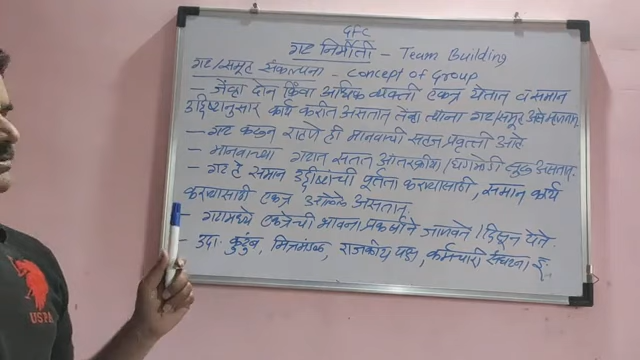 GFC
गट निर्मिती - Team Building
गट/समूह संकल्पना - Concept of Group
- जेव्हा दोन किंवा अधिक व्यक्ती एकत्र येतात व समान
उद्दिष्टानुसार कार्य करीत असतात तेव्हा त्यांना गट/समूह असे म्हणतात.
- गट करून राहणे ही मानवाची सहज प्रवृत्ती आहे.
- मानवाच्या गटात सतत आंतरक्रिया / घडामोडी सुरू असतात.
- गट हे समान उद्दीष्टांची पूर्तता करण्यासाठी, समान कार्य
करण्यासाठी एकत्र आलेले असतात.
- गटामध्ये एकत्रेची भावना प्रकर्षाने जाणवते / दिसून येते.
- उदा. कुटुंब, मित्रमंडळ, राजकीय पक्ष, कर्मचारी संघटना इ.
USPA